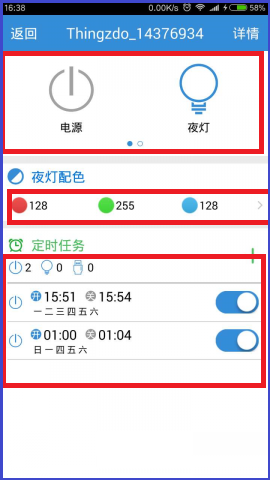 16:38 0.00K/s 58%
返回 Thingzdo_14376934 详情
电源 夜灯
夜灯配色
128 255 128
定时任务
2 0 0
开 15:51 关 15:54
一 二 三 四 五 六
开 01:00 关 01:04
日 一 四 五 六